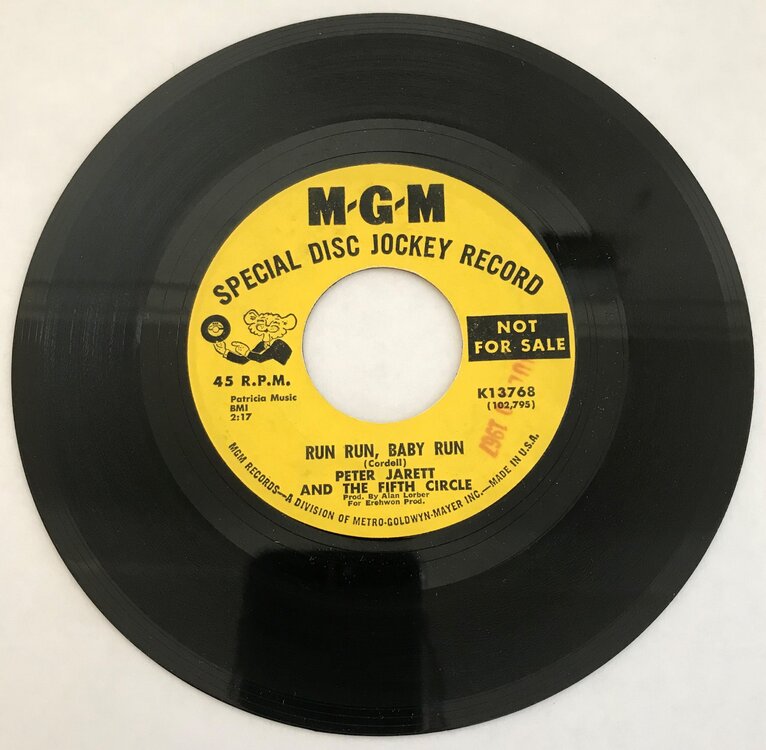 M-G-M
SPECIAL DISC JOCKEY RECORD
NOT
FOR SALE
45 R.P.M.
Patricia Music
BMI
2:17
K13768
(102,795)
1967
RUN RUN, BABY RUN
(Cordell)
PETER JARETT
AND THE FIFTH CIRCLE
Prod. By Alan Lorber
For Erehwon Prod.
MGM RECORDS—A DIVISION OF METRO-GOLDWYN-MAYER INC.—MADE IN U.S.A.